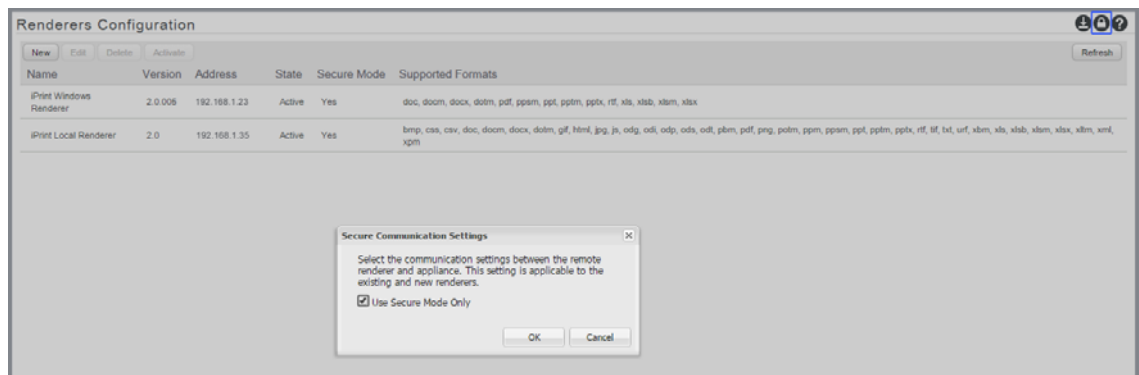 Renderers Configuration
New Edit Delete Activate Refresh
Name Version Address State Secure Mode Supported Formats
iPrint Windows
Renderer 2.0.006 192.168.1.23 Active Yes doc, docm, docx, dotm, pdf, ppsm, ppt, pptm, pptx, rtf, xls, xlsb, xlsm, xlsx
iPrint Local Renderer 2.0 192.168.1.35 Active Yes bmp, css, csv, doc, docm, docx, dotm, gif, html, jpg, js, odg, odi, odp, ods, odt, pbm, pdf, png, potm, ppm, ppsm, ppt, pptm, pptx, rtf, tif, txt, urf, xbm, xls, xlsb, xlsm, xlsx, xltm, xml,
xpm
Secure Communication Settings
Select the communication settings between the remote
renderer and appliance. This setting is applicable to the
existing and new renderers.
Use Secure Mode Only
OK Cancel